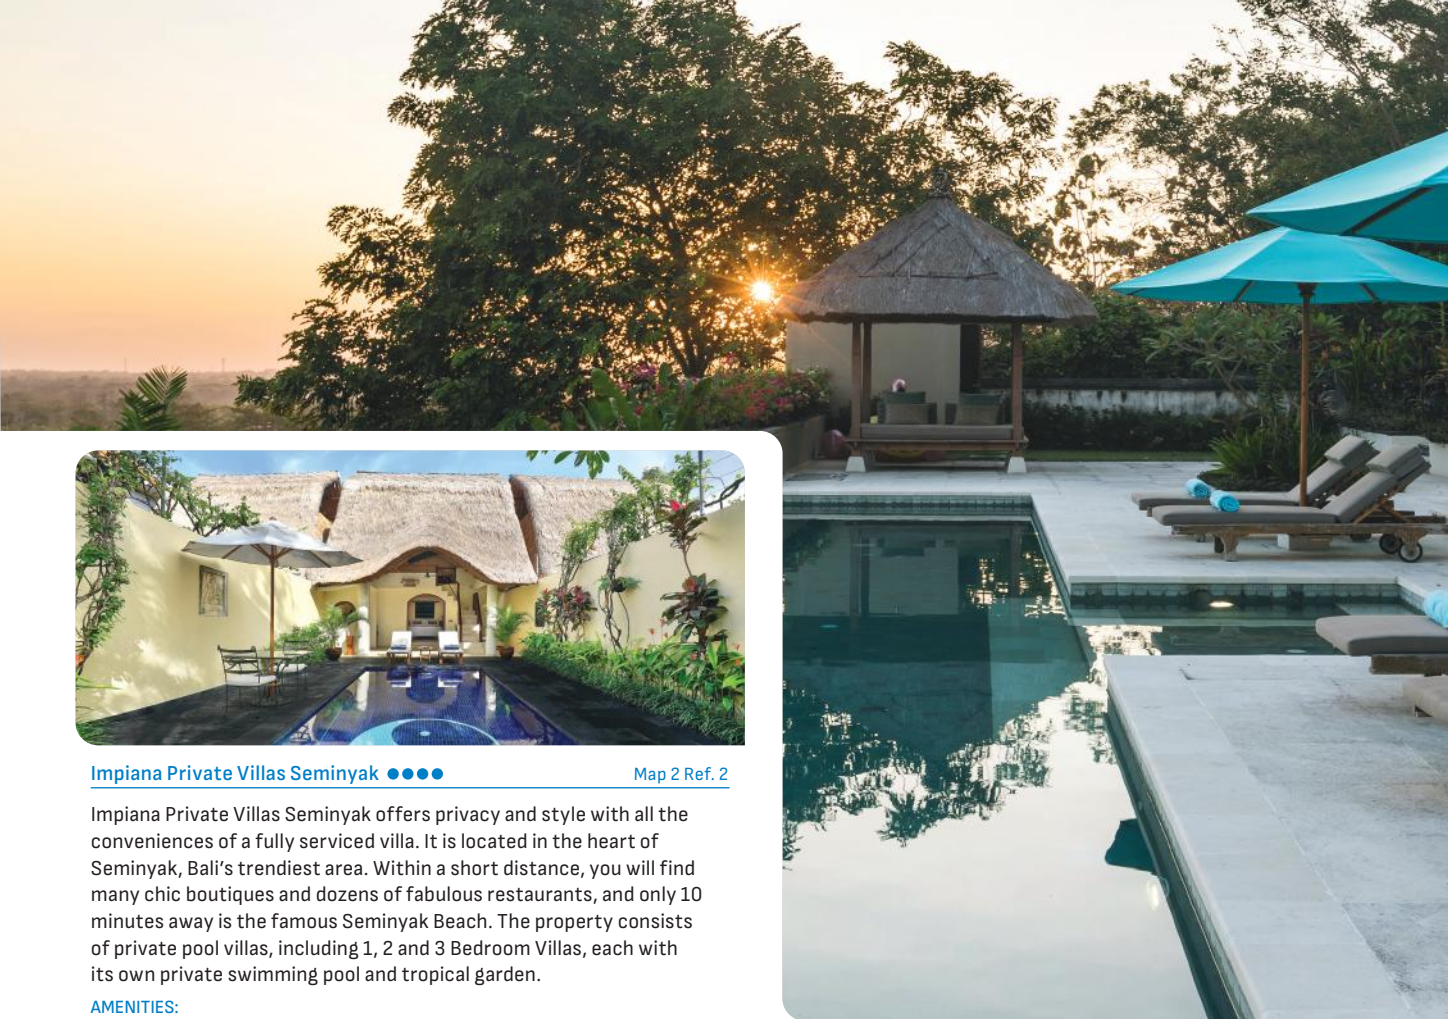 Impiana Private Villas Seminyak ●●●● Map 2 Ref. 2
Impiana Private Villas Seminyak offers privacy and style with all the
conveniences of a fully serviced villa. It is located in the heart of
Seminyak, Bali’s trendiest area. Within a short distance, you will find
many chic boutiques and dozens of fabulous restaurants, and only 10
minutes away is the famous Seminyak Beach. The property consists
of private pool villas, including 1, 2 and 3 Bedroom Villas, each with
its own private swimming pool and tropical garden.
AMENITIES: